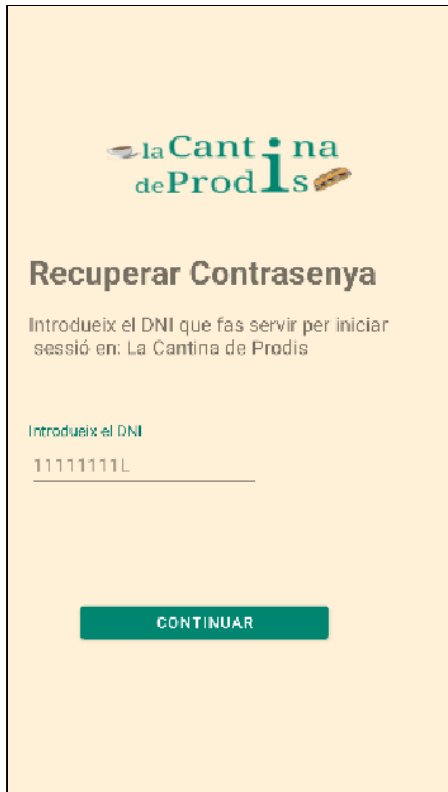 la Cantina
de Prodis
Recuperar Contrasenya
Introdueix el DNI que fas servir per iniciar
sessió en: La Cantina de Prodis
Introdueix el DNI
11111111L
CONTINUAR